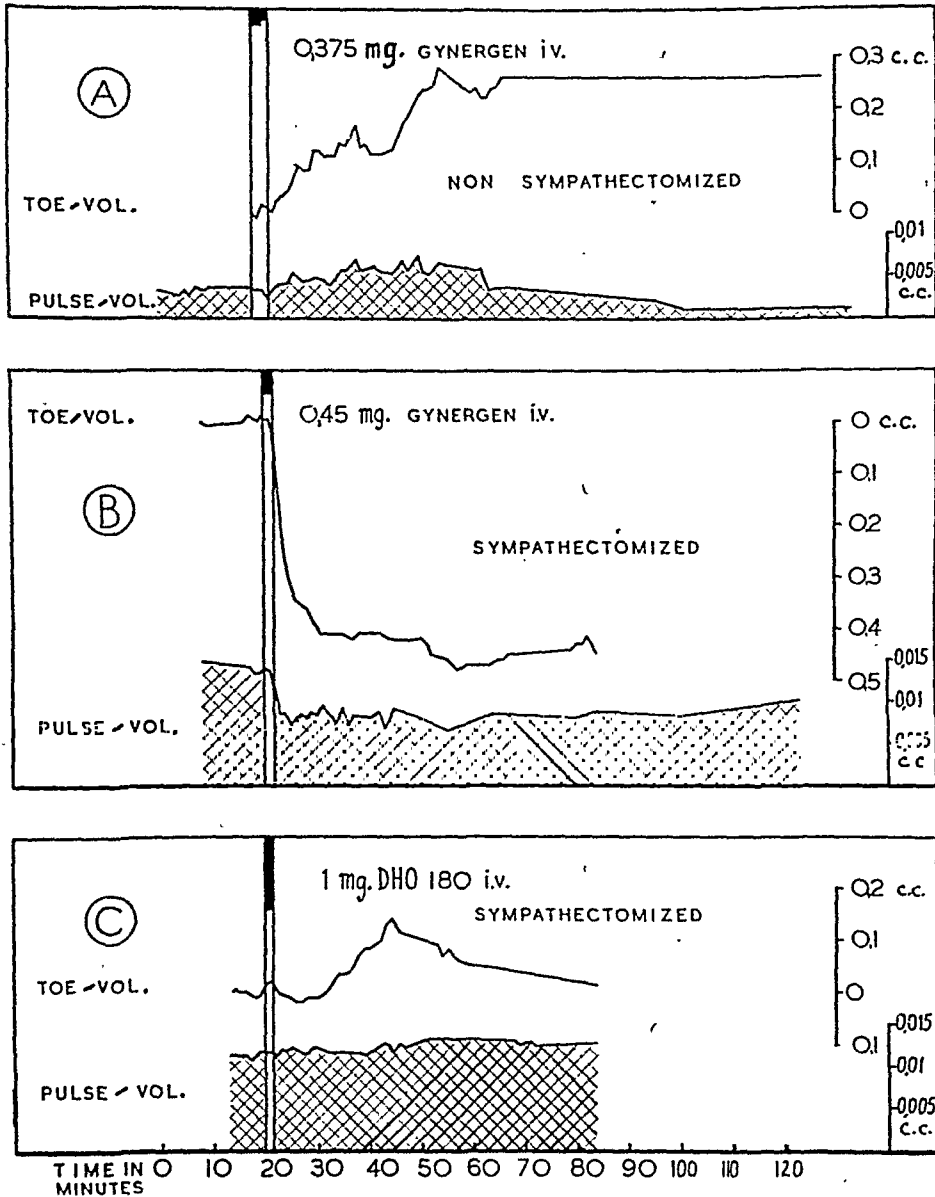 0,375 mg. GYNERGEN i.v.
0,3 c.c.
A
0,2
NON SYMPATHECTOMIZED
0,1
TOE-VOL.
0
0,01
0,005
PULSE-VOL.
c.c.
TOE/VOL.
0,45 mg. GYNERGEN i.v.
0 c.c.
0,1
B
0,2
SYMPATHECTOMIZED
0,3
0,4
0,015
0,5
0,01
PULSE-VOL.
0,005
c.c
1 mg. DHO 180 i.v.
0,2 c.c.
C
SYMPATHECTOMIZED
0,1
TOE-VOL.
0
0,015
0,1
0,01
PULSE-VOL.
0,005
c.c.
TIME IN 0 10 20 30 40 50 60 70 80 90 100 110 120
MINUTES